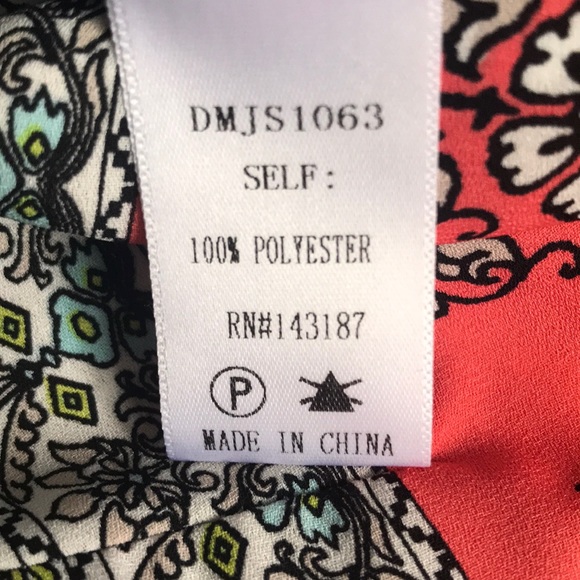 DMJS1063
SELF:
100% POLYESTER
RN#143187
P
MADE IN CHINA